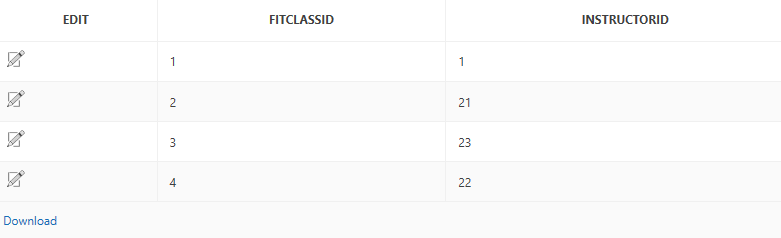 EDIT FITCLASSID INSTRUCTORID
1 1
2 21
3 23
4 22
Download